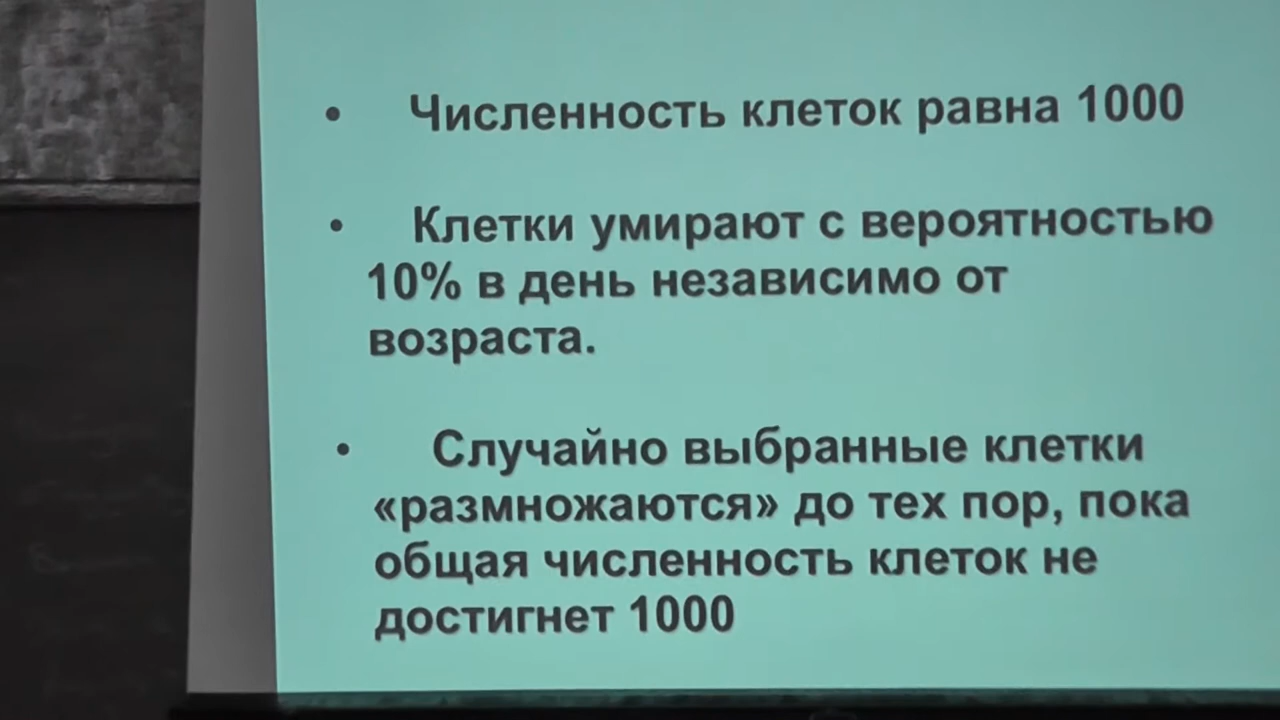 • Численность клеток равна 1000
• Клетки умирают с вероятностью
10% в день независимо от
возраста.
• Случайно выбранные клетки
«размножаются» до тех пор, пока
общая численность клеток не
достигнет 1000